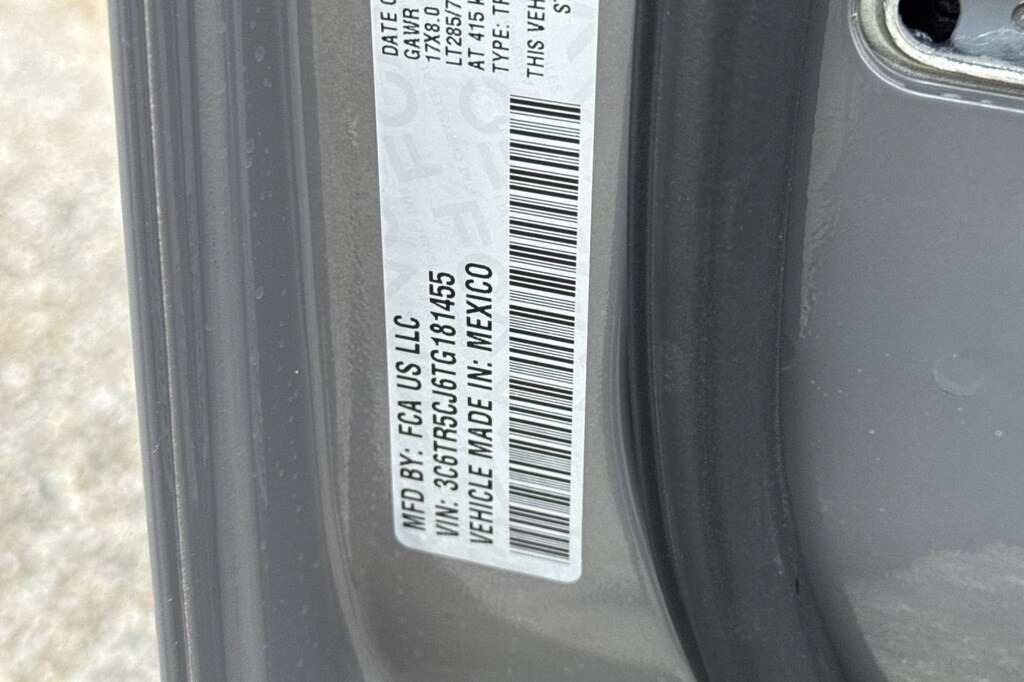 MFD BY: FCA US LLC
VIN: 3C6TR5CJ6TG181455
VEHICLE MADE IN: MEXICO
DATE O
GAWR
17X8.0
LT285/7
AT 415 k
TYPE: TR
THIS VEH